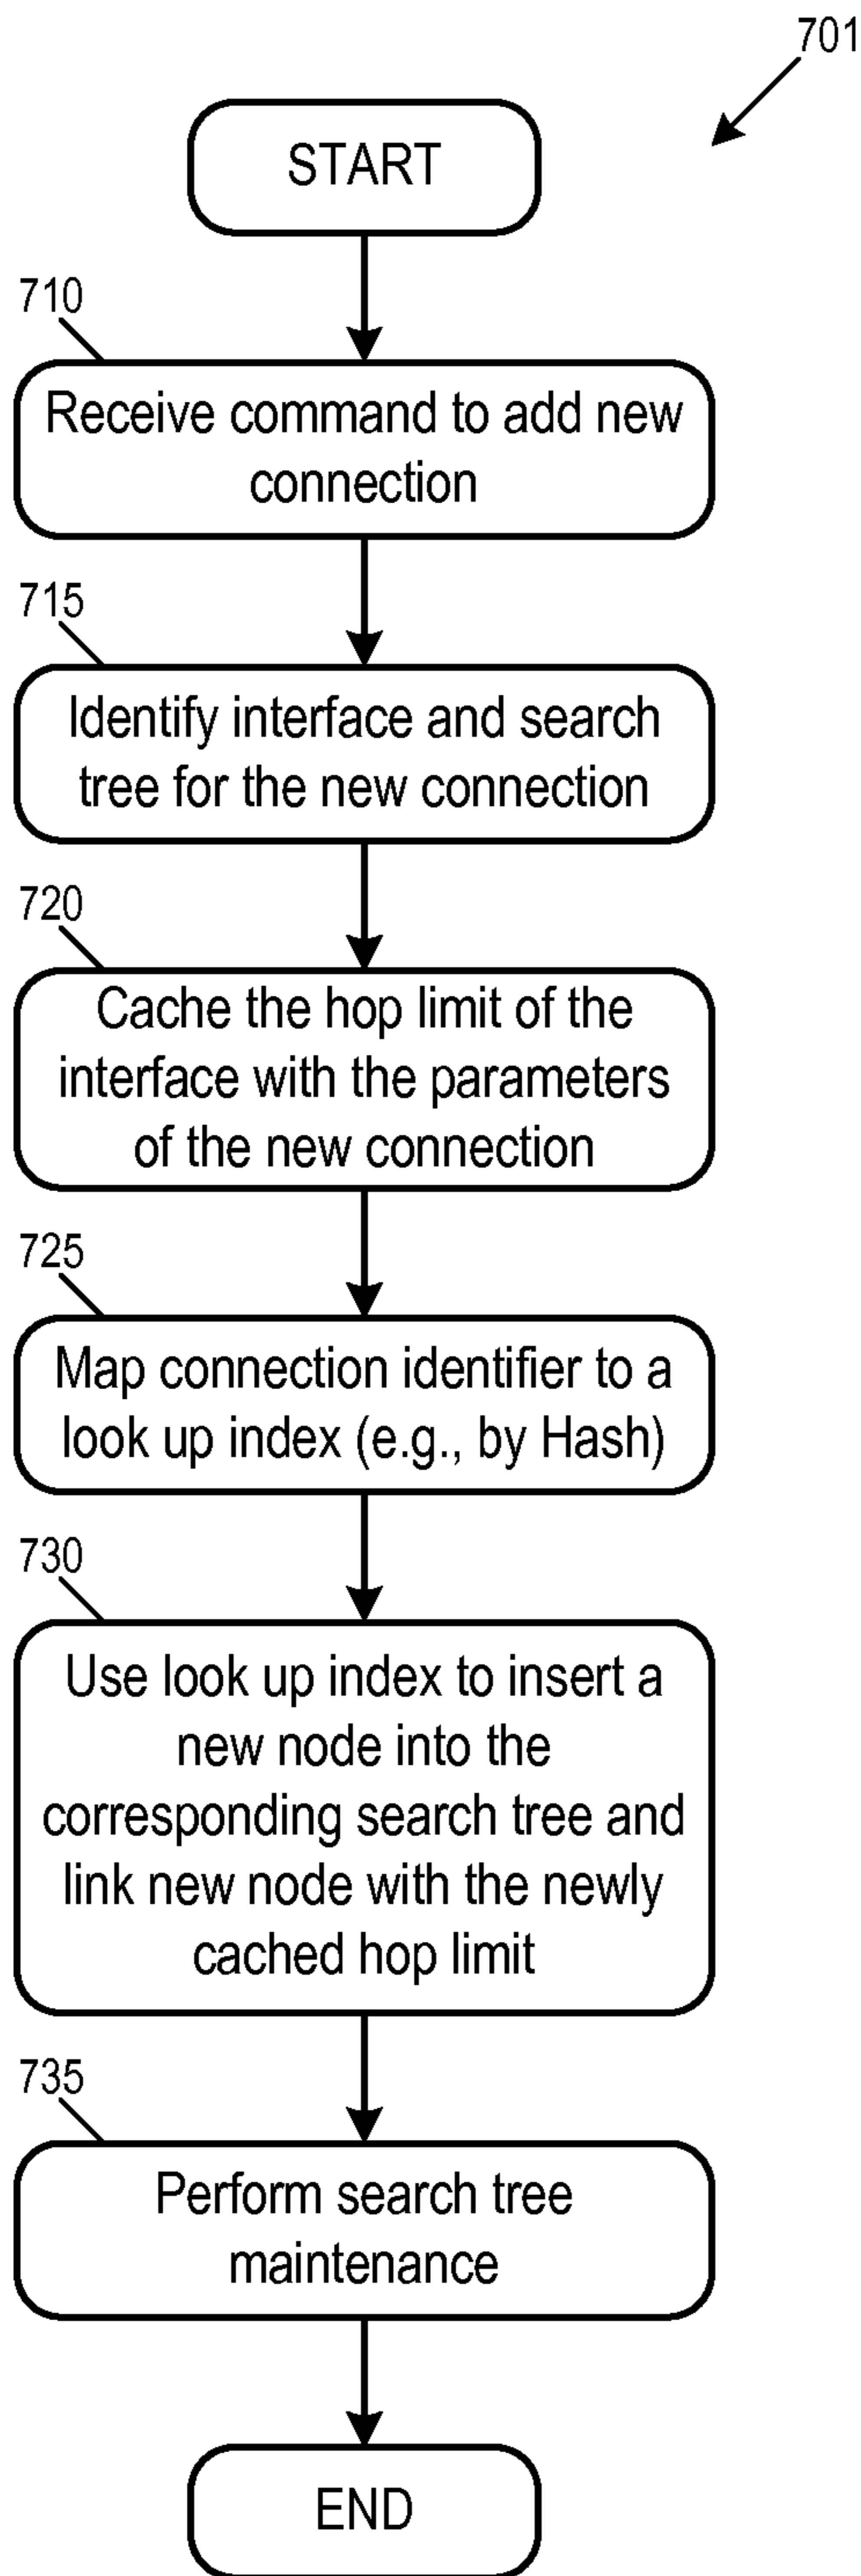 701
START
710
Receive command to add new
connection
715
Identify interface and search
tree for the new connection
720
Cache the hop limit of the
interface with the parameters
of the new connection
725
Map connection identifier to a
look up index (e.g., by Hash)
730
Use look up index to insert a
new node into the
corresponding search tree and
link new node with the newly
cached hop limit
735
Perform search tree
maintenance
END